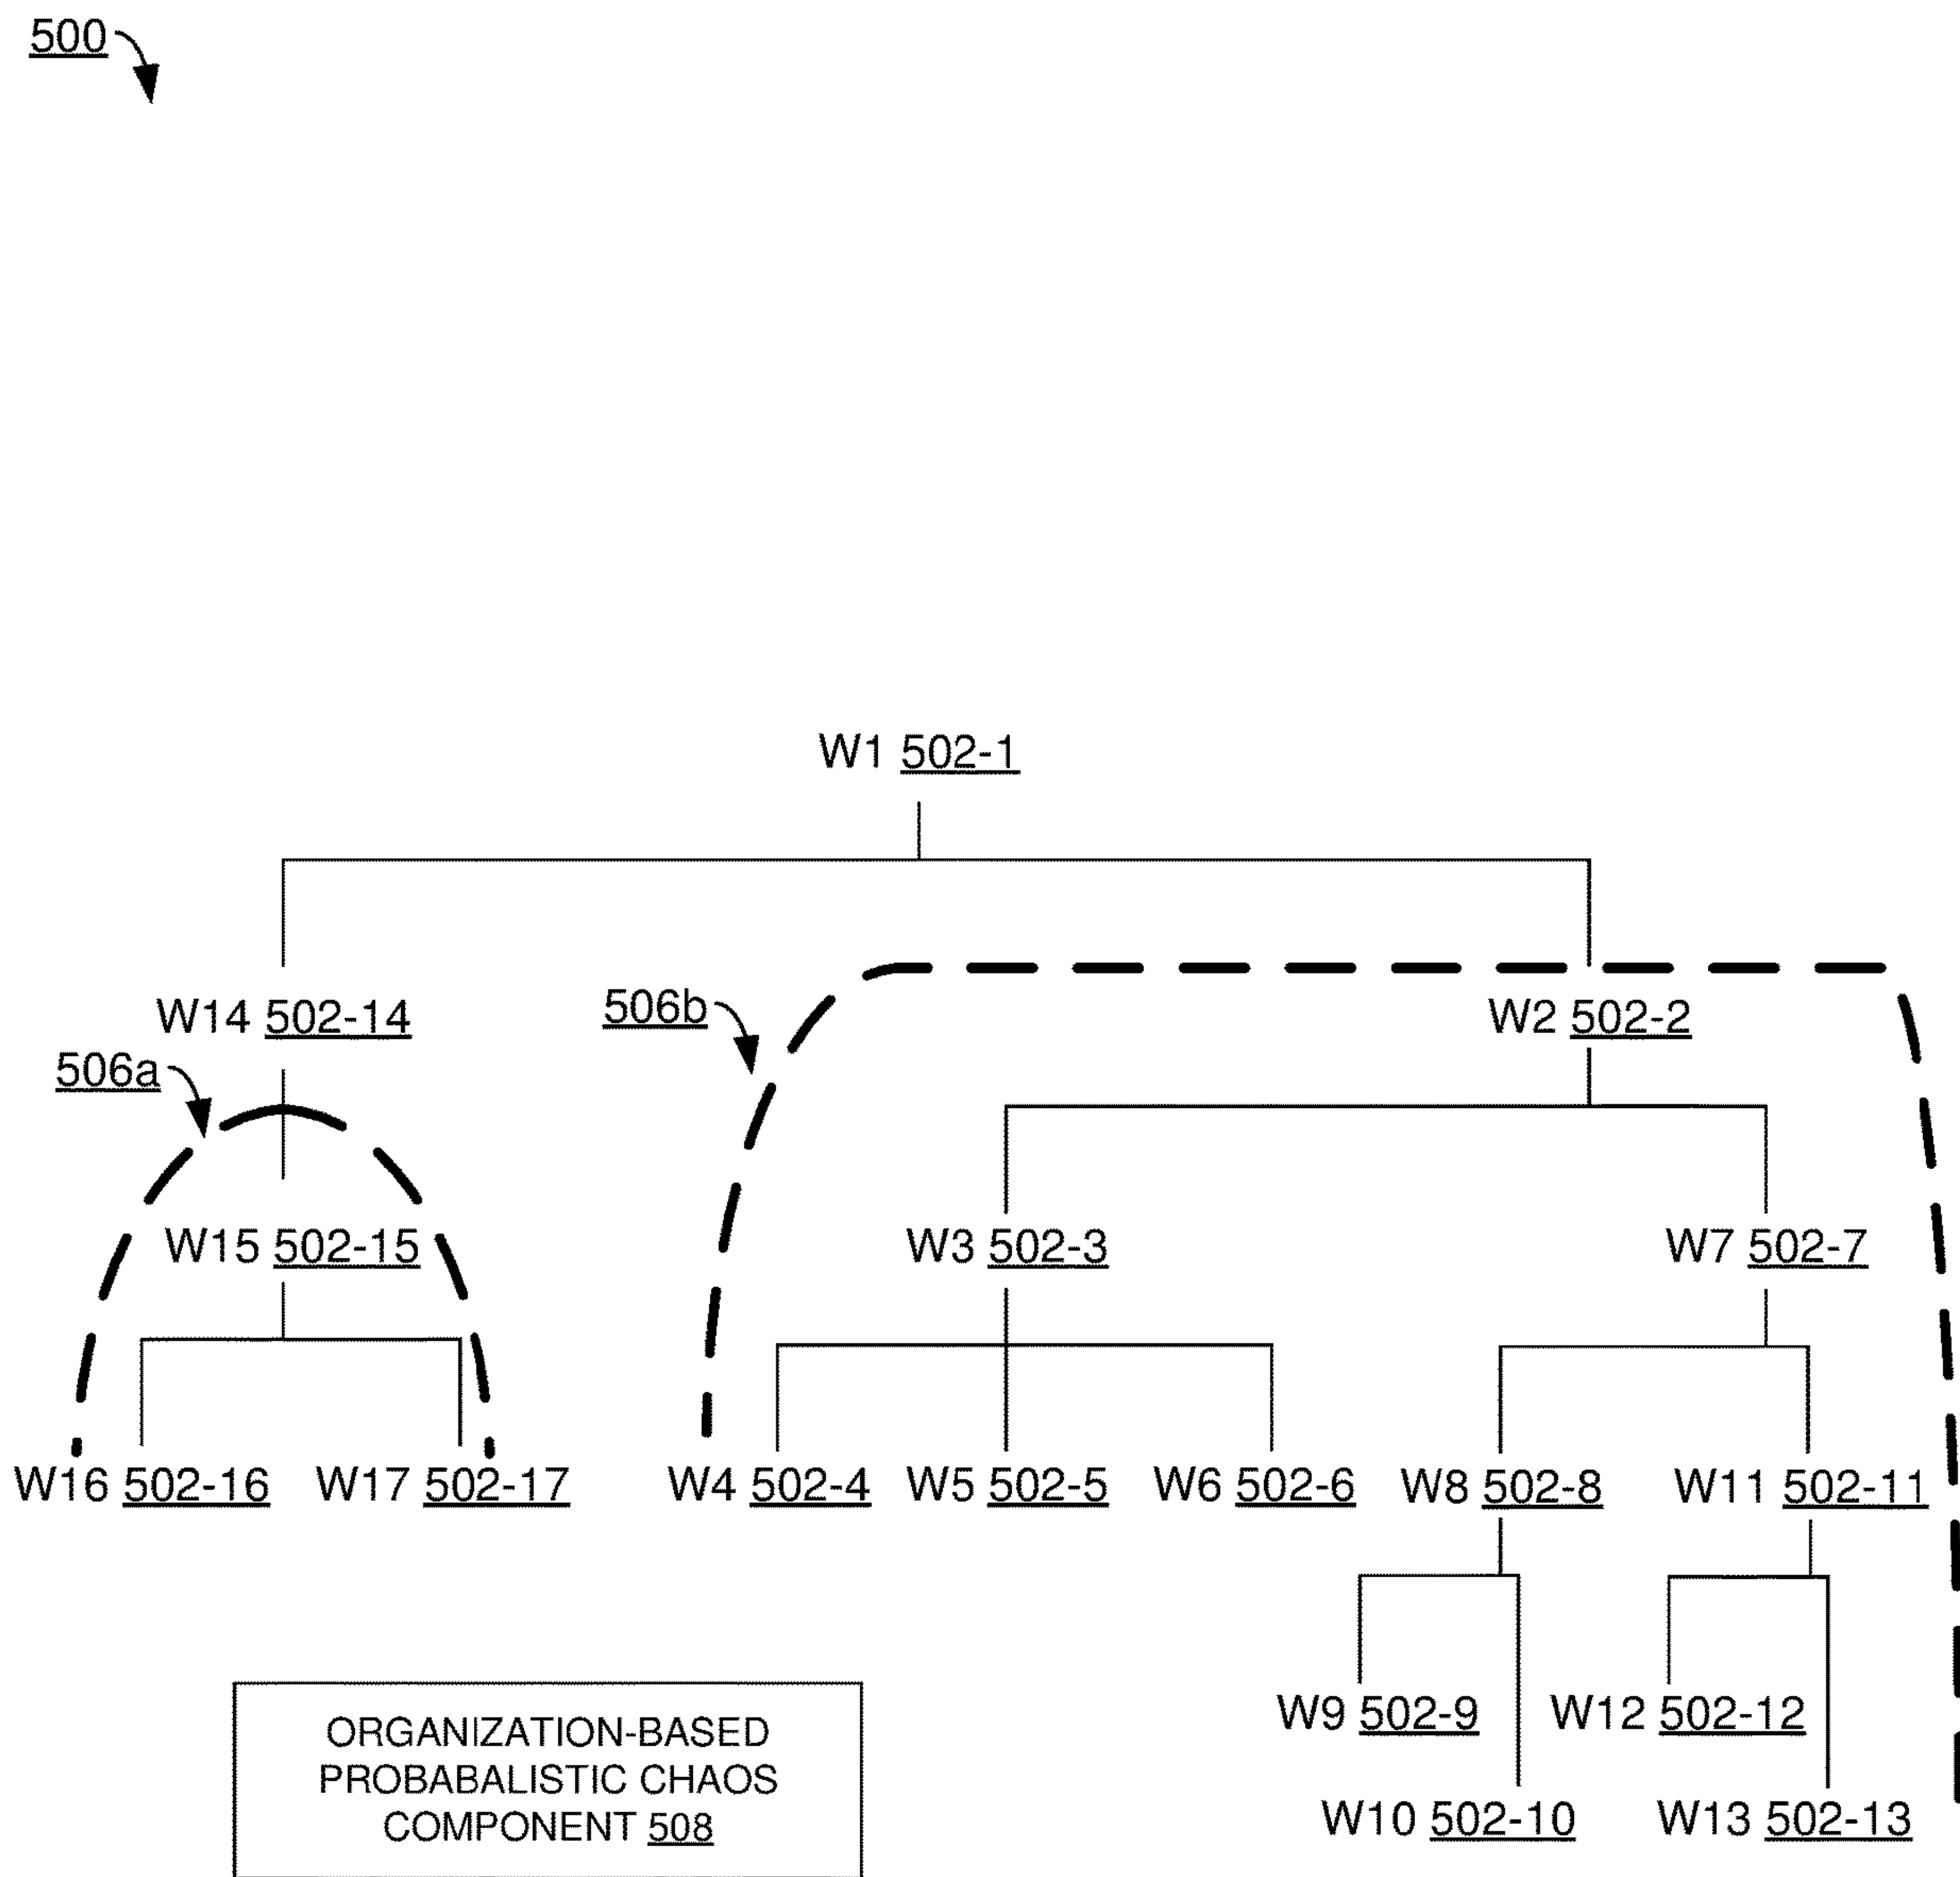 500
W1 502-1
W14 502-14
506b
W2 502-2
506a
W15 502-15
W3 502-3
W7 502-7
W16 502-16
W17 502-17
W4 502-4
W5 502-5
W6 502-6
W8 502-8
W11 502-11
W9 502-9
W12 502-12
ORGANIZATION-BASED
PROBABALISTIC CHAOS
COMPONENT 508
W10 502-10
W13 502-13